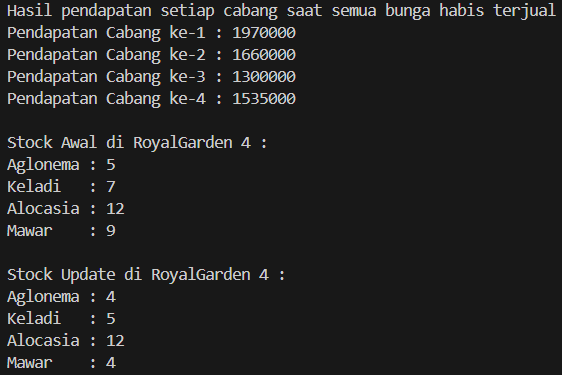 Hasil pendapatan setiap cabang saat semua bunga habis terjual
Pendapatan Cabang ke-1 : 1970000
Pendapatan Cabang ke-2 : 1660000
Pendapatan Cabang ke-3 : 1300000
Pendapatan Cabang ke-4 : 1535000

Stock Awal di RoyalGarden 4 :
Aglonema : 5
Keladi   : 7
Alocasia : 12
Mawar    : 9

Stock Update di RoyalGarden 4 :
Aglonema : 4
Keladi   : 5
Alocasia : 12
Mawar    : 4